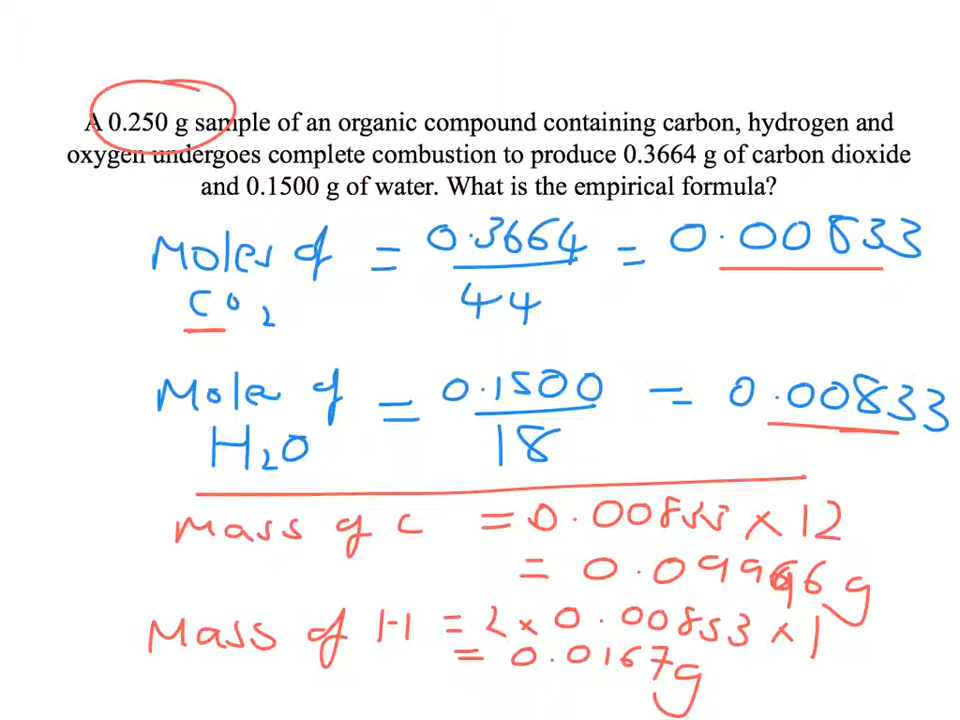 A 0.250 g sample of an organic compound containing carbon, hydrogen and
oxygen undergoes complete combustion to produce 0.3664 g of carbon dioxide
and 0.1500 g of water. What is the empirical formula?
Moles of CO2 = 0.3664 / 44 = 0.00833
Moles of H2O = 0.1500 / 18 = 0.00833
Mass of C = 0.00833 × 12
= 0.09996 g
Mass of H = 2 × 0.00833 × 1
= 0.0167g